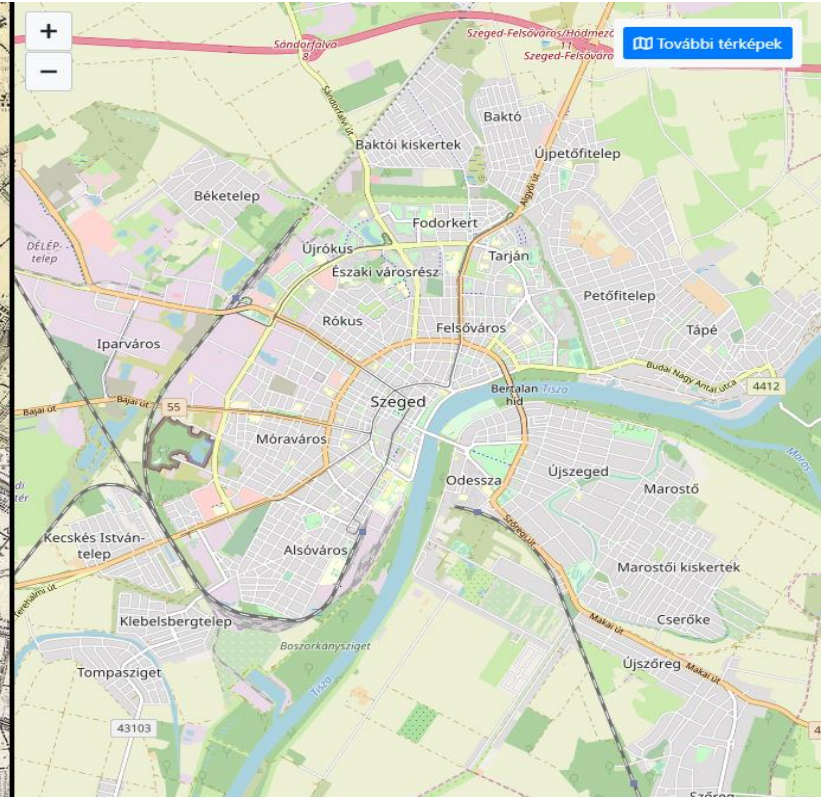 +
−
További térképek
Sándorfalva
8
Szeged-Felsőváros/Hódmező
11
Szeged-Felsőváro
Sándorfalvi út
Baktó
Baktói kiskertek
Újpetőfitelep
Algyői út
Béketelep
Fodorkert
DÉLÉP-
telep
Újrókus
Északi városrész
Tarján
Petőfitelep
Rókus
Felsőváros
Tápé
Iparváros
Budai Nagy Antal utca
4412
Bertalan
híd
Tisza
Szeged
Bajai út
Bajai út
55
Móraváros
Maros
Odessza
Újszeged
Marostő
Kecskés István-
telep
Alsóváros
Szőregi út
Marostői kiskertek
Klebelsbergtelep
Makai út
Cserőke
Boszorkánysziget
Tompasziget
Újszőreg
Makai út
Tisza
43103
4
Szőreg